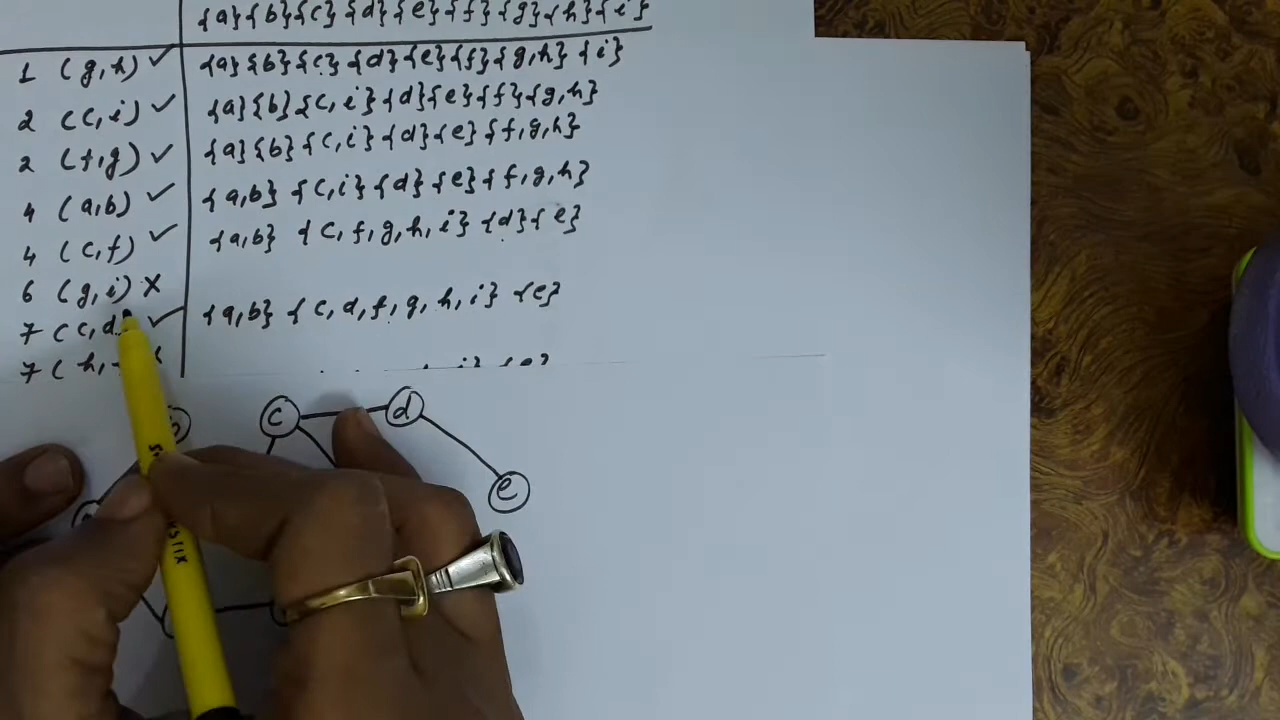 {a}{b}{c}{d}{e}{f}{g}{h}{i}
1 (g,h) ✓ {a}{b}{c}{d}{e}{f}{g,h}{i}
2 (c,i) ✓ {a}{b}{c,i}{d}{e}{f}{g,h}
2 (f,g) ✓ {a}{b}{c,i}{d}{e}{f,g,h}
4 (a,b) ✓ {a,b} {c,i}{d}{e}{f,g,h}
4 (c,f) ✓ {a,b} {c,f,g,h,i} {d}{e}
6 (g,i) X
7 (c,d) ✓ {a,b} {c,d,f,g,h,i} {e}
7 (h,
c
d
e